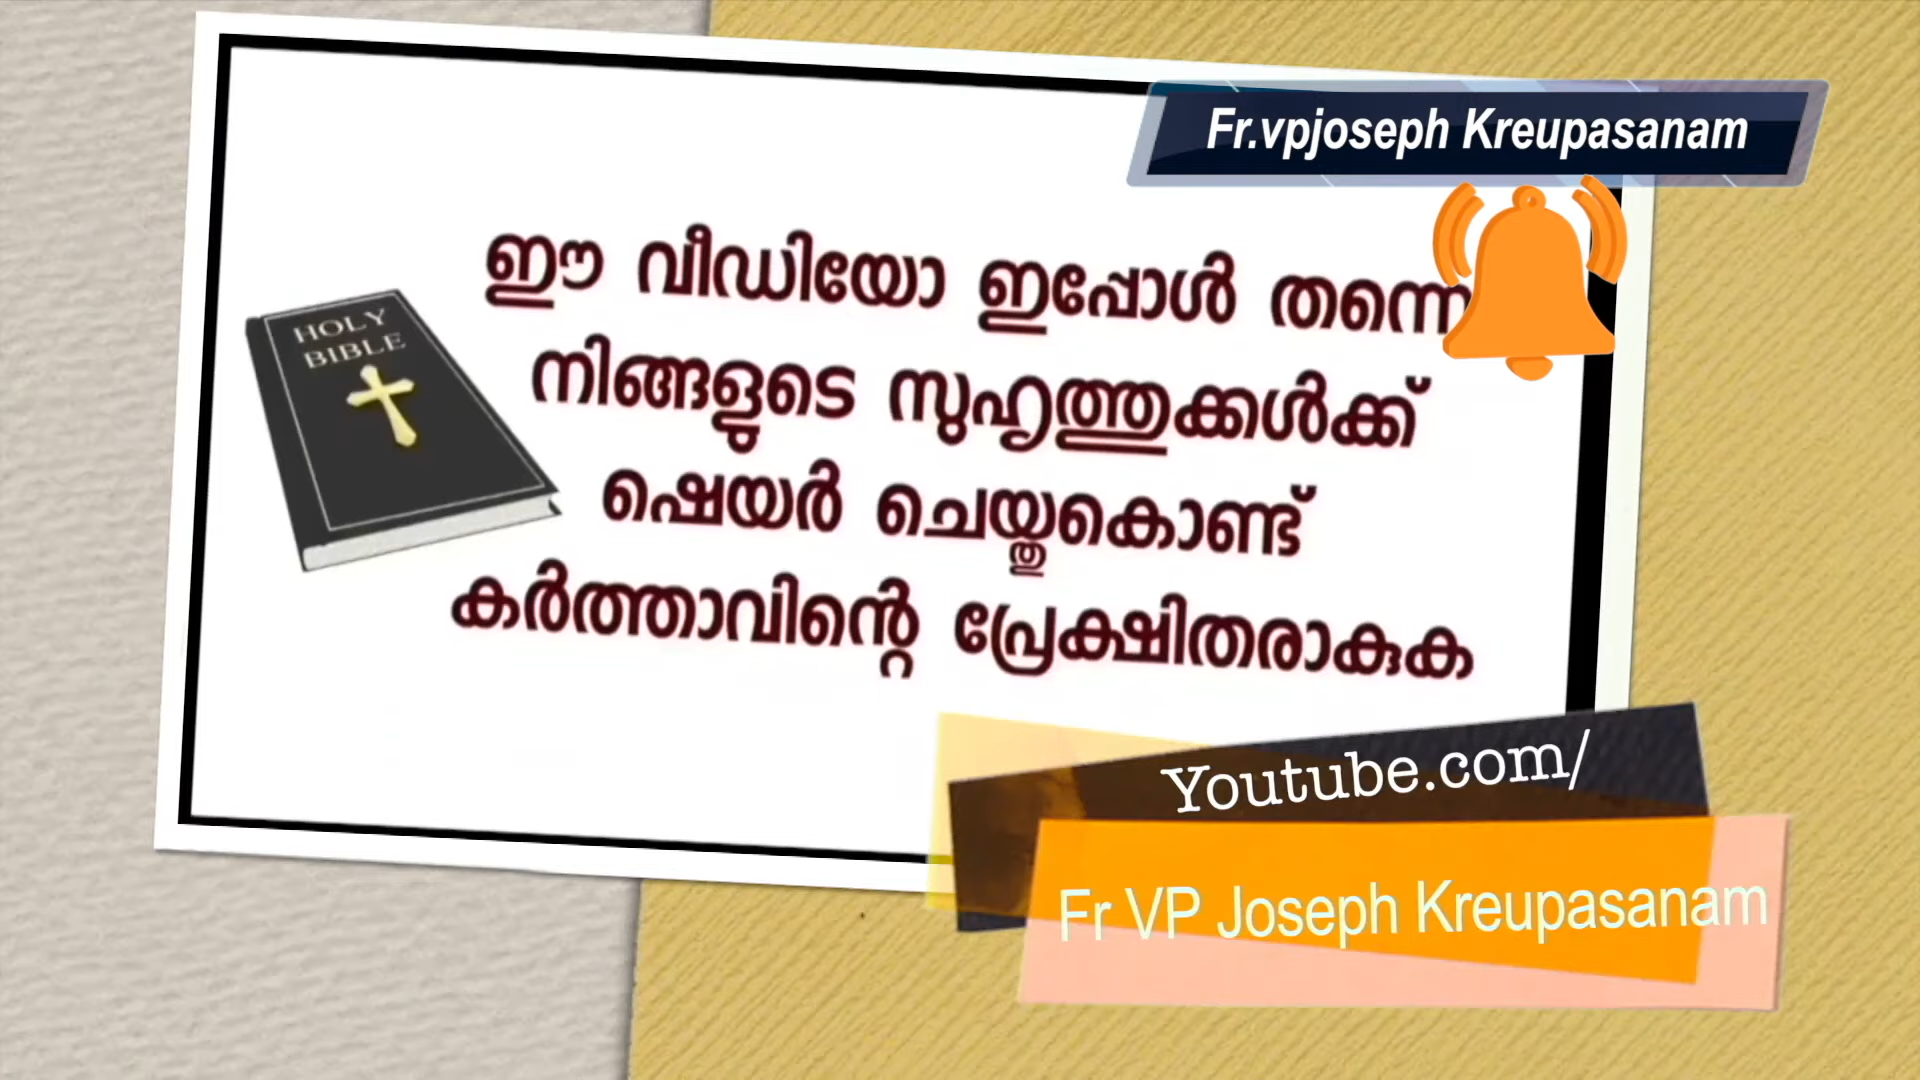 Fr.vpjoseph Kreupasanam
ഈ വീഡിയോ ഇപ്പോൾ തന്നെ
നിങ്ങളുടെ സുഹൃത്തുക്കൾക്ക്
ഷെയർ ചെയ്തുകൊണ്ട്
കർത്താവിന്റെ പ്രേക്ഷിതരാകുക
HOLY
BIBLE
Youtube.com/
Fr VP Joseph Kreupasanam